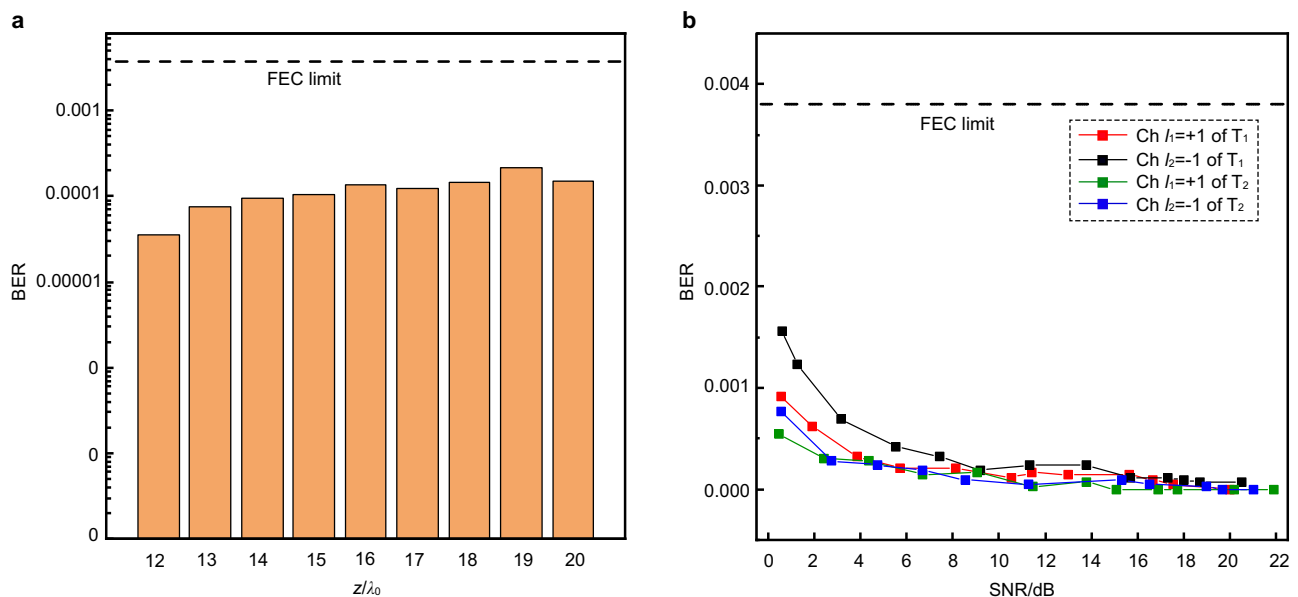 a
FEC limit
0.001
0.0001
0.00001
0
0
0
BER
12 13 14 15 16 17 18 19 20
z/λ₀
b
0.004
FEC limit
Ch l₁=+1 of T₁
Ch l₂=-1 of T₁
Ch l₁=+1 of T₂
Ch l₂=-1 of T₂
0.003
0.002
0.001
0.000
BER
0 2 4 6 8 10 12 14 16 18 20 22
SNR/dB